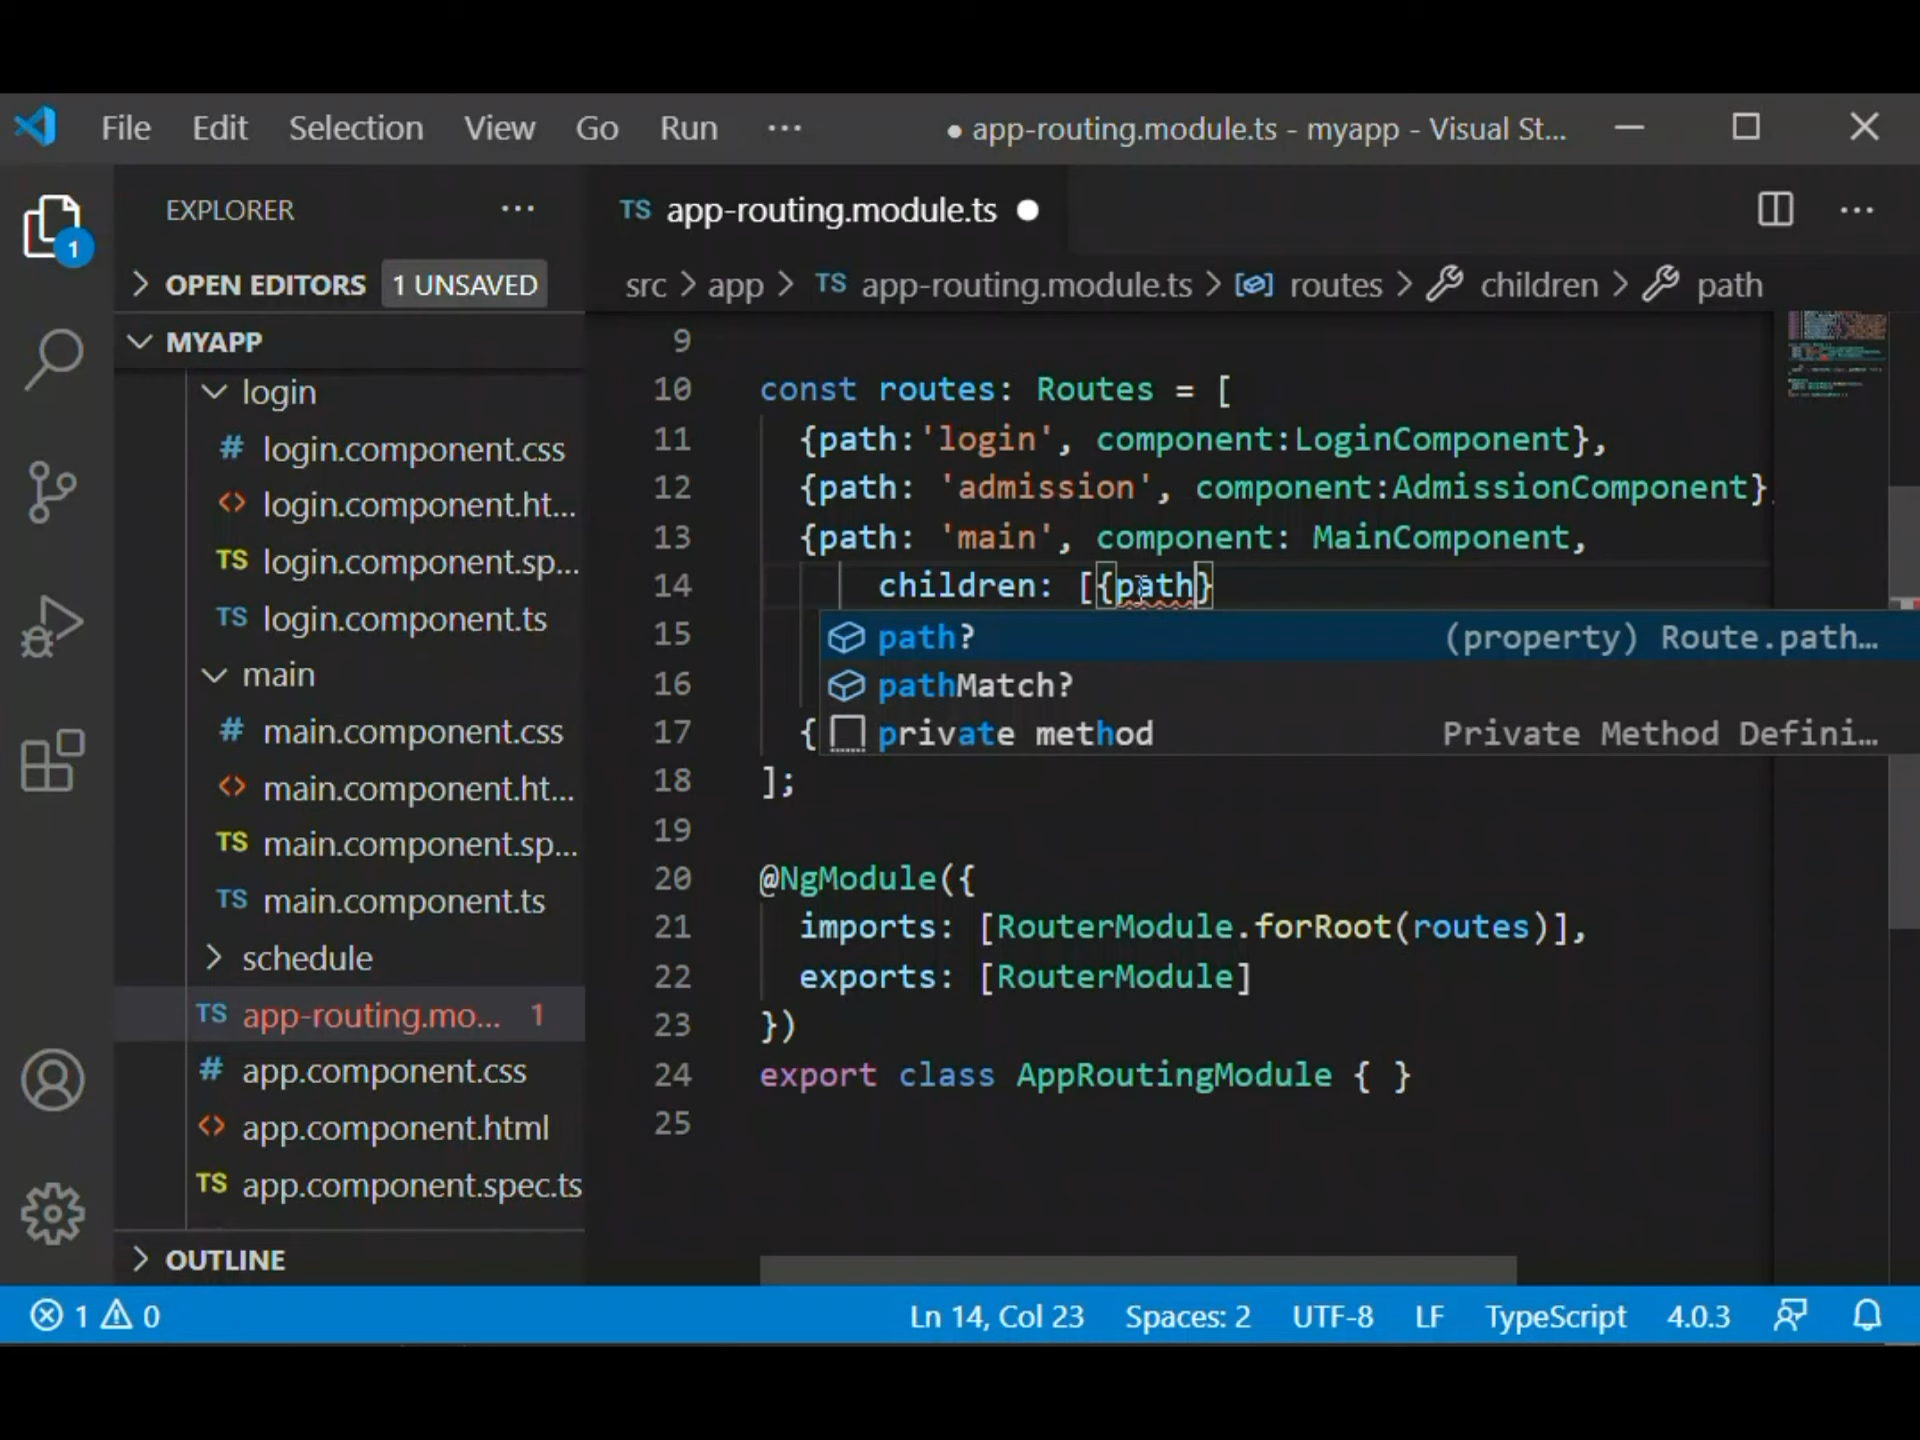 File Edit Selection View Go Run ··· ● app-routing.module.ts - myapp - Visual St...
EXPLORER ···
OPEN EDITORS 1 UNSAVED
MYAPP
login
# login.component.css
<> login.component.ht...
TS login.component.sp...
TS login.component.ts
main
# main.component.css
<> main.component.ht...
TS main.component.sp...
TS main.component.ts
schedule
TS app-routing.mo... 1
# app.component.css
<> app.component.html
TS app.component.spec.ts
OUTLINE
1
TS app-routing.module.ts ●
···
src > app > TS app-routing.module.ts > routes > children > path
9
10 const routes: Routes = [
11 {path:'login', component:LoginComponent},
12 {path: 'admission', component:AdmissionComponent}
13 {path: 'main', component: MainComponent,
14 children: [{path}
15 path? (property) Route.path...
16 pathMatch?
17 { private method Private Method Defini...
18 ];
19
20 @NgModule({
21 imports: [RouterModule.forRoot(routes)],
22 exports: [RouterModule]
23 })
24 export class AppRoutingModule { }
25
1 0 Ln 14, Col 23 Spaces: 2 UTF-8 LF TypeScript 4.0.3